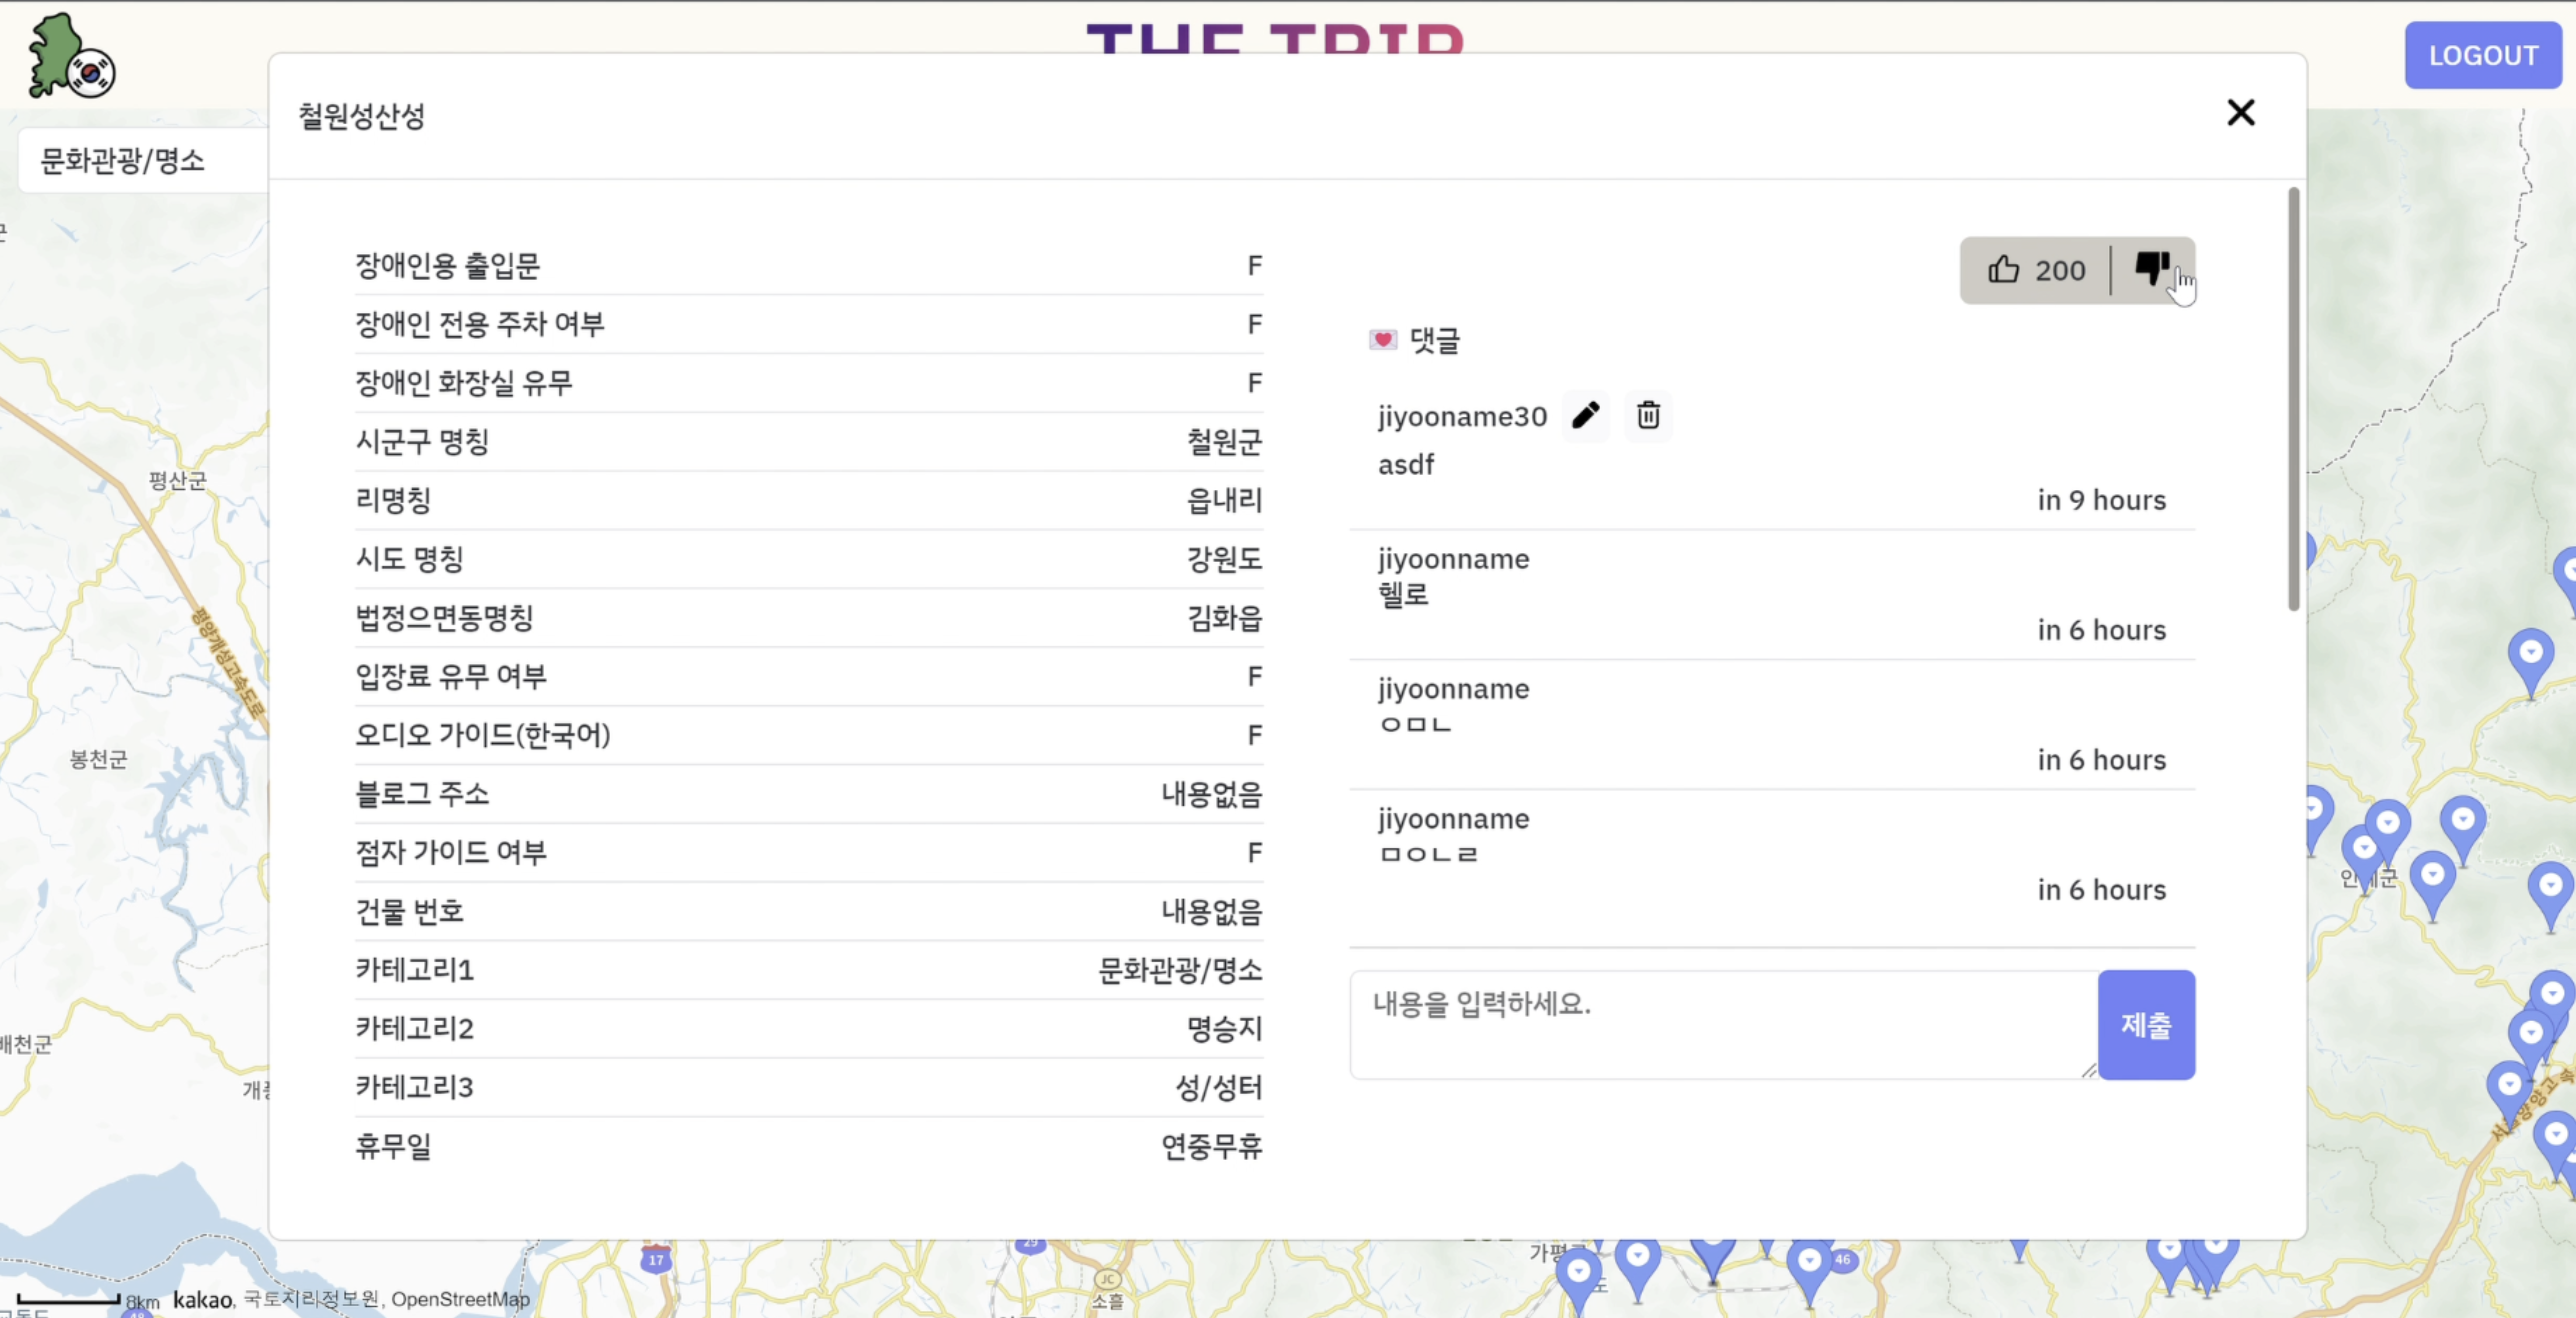 THE TRIP
LOGOUT
문화관광/명소
철원성산성
장애인용 출입문 F
장애인 전용 주차 여부 F
장애인 화장실 유무 F
시군구 명칭 철원군
리명칭 읍내리
시도 명칭 강원도
법정으면동명칭 김화읍
입장료 유무 여부 F
오디오 가이드(한국어) F
블로그 주소 내용없음
점자 가이드 여부 F
건물 번호 내용없음
카테고리1 문화관광/명소
카테고리2 명승지
카테고리3 성/성터
휴무일 연중무휴
200
댓글
jiyooname30
asdf
in 9 hours
jiyoonname
헬로
in 6 hours
jiyoonname
ㅇㅁㄴ
in 6 hours
jiyoonname
ㅁㅇㄴㄹ
in 6 hours
내용을 입력하세요.
제출
평산군
평양개성고속도로
봉천군
배천군
17
29
JC
소흘
46
8km
kakao, 국토지리정보원, OpenStreetMap